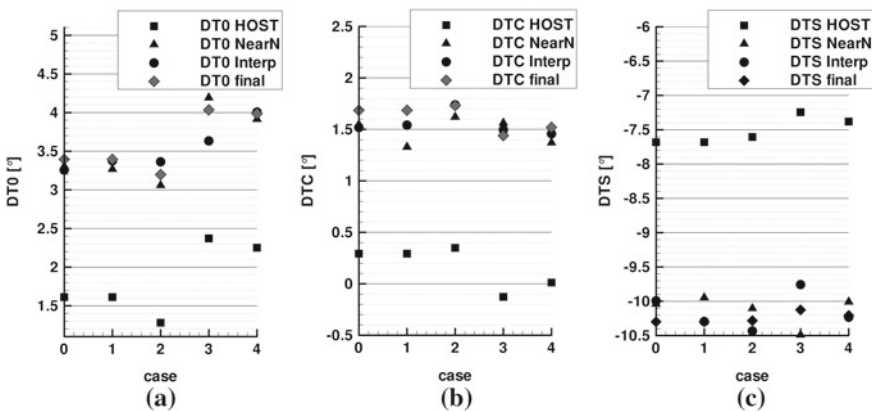 DT0 HOST
DT0 NearN
DT0 Interp
DT0 final
5
4.5
4
3.5
3
2.5
2
1.5
DT0 [°]
0 1 2 3 4
case
(a)
DTC HOST
DTC NearN
DTC Interp
DTC final
2.5
2
1.5
1
0.5
0
-0.5
DTC [°]
0 1 2 3 4
case
(b)
DTS HOST
DTS NearN
DTS Interp
DTS final
-6
-6.5
-7
-7.5
-8
-8.5
-9
-9.5
-10
-10.5
DTS [°]
0 1 2 3 4
case
(c)